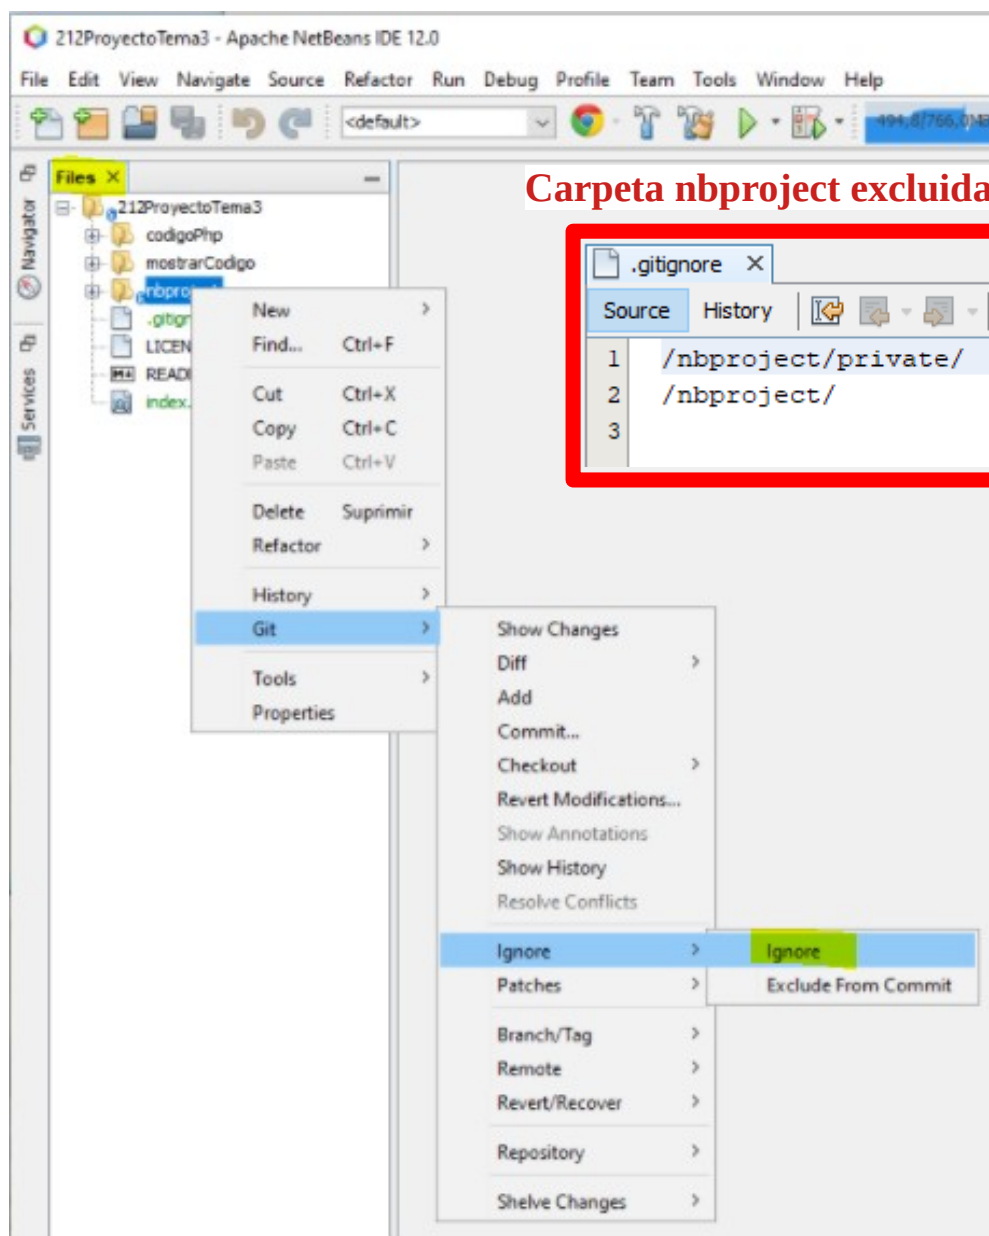 212ProyectoTema3 - Apache NetBeans IDE 12.0
File Edit View Navigate Source Refactor Run Debug Profile Team Tools Window Help
<default>
Files
Navigator
Services
212ProyectoTema3
codigoPhp
mostrarCodigo
LICEN
READ
index.
Carpeta nbproject excluida
.gitignore
Source History
1 /nbproject/private/
2 /nbproject/
3
New
Find... Ctrl+F
Cut Ctrl+X
Copy Ctrl+C
Paste Ctrl+V
Delete Suprimir
Refactor
History
Git
Tools
Properties
Show Changes
Diff
Add
Commit...
Checkout
Revert Modifications...
Show Annotations
Show History
Resolve Conflicts
Ignore
Patches
Branch/Tag
Remote
Revert/Recover
Repository
Shelve Changes
Ignore
Exclude From Commit